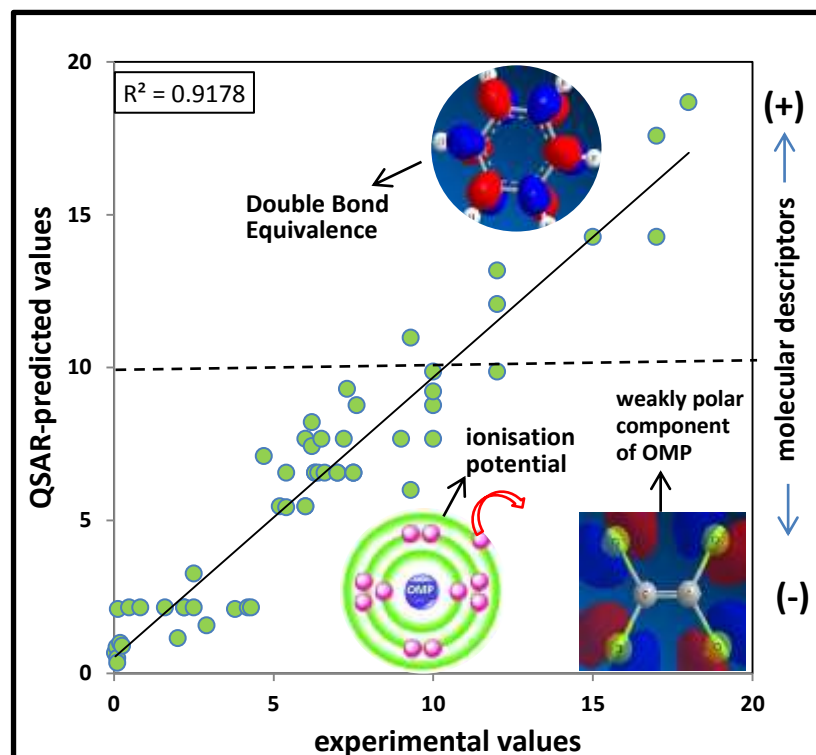 20
15
10
5
0
0
5
10
15
20
QSAR-predicted values
experimental values
R² = 0.9178
Double Bond
Equivalence
ionisation
potential
OMP
weakly polar
component
of OMP
(+)
molecular descriptors
(-)